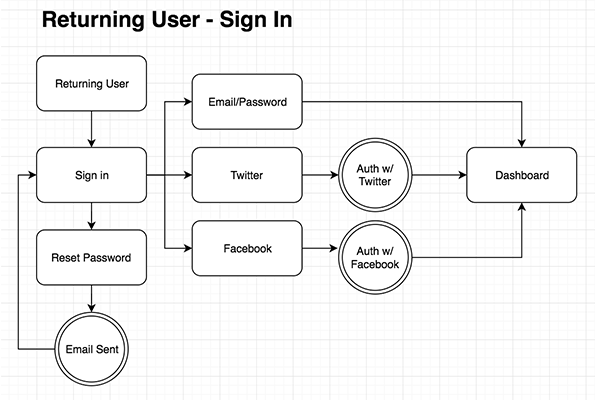 Returning User - Sign In
Returning User
Email/Password
Sign in
Twitter
Auth w/
Twitter
Dashboard
Reset Password
Facebook
Auth w/
Facebook
Email Sent